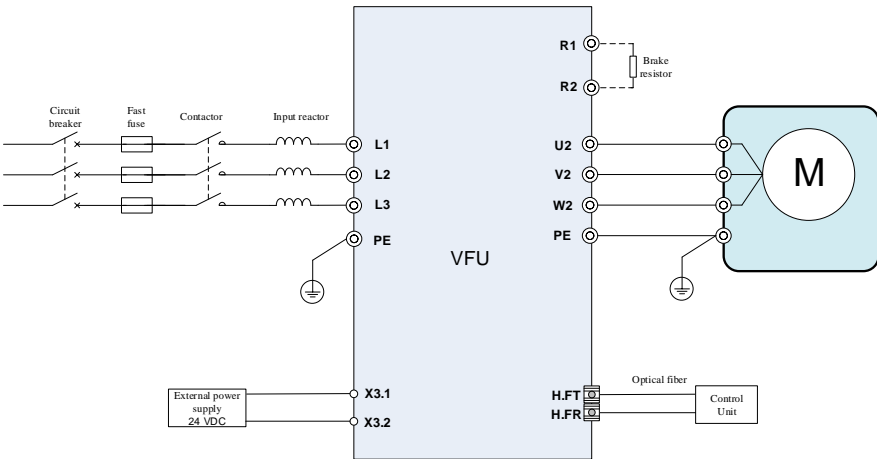 R1
Brake
resistor
R2
Circuit
breaker
Fast
fuse
Contactor
Input reactor
L1
U2
L2
V2
M
L3
W2
PE
PE
VFU
External power
supply
24 VDC
X3.1
X3.2
H.FT
H.FR
Optical fiber
Control
Unit